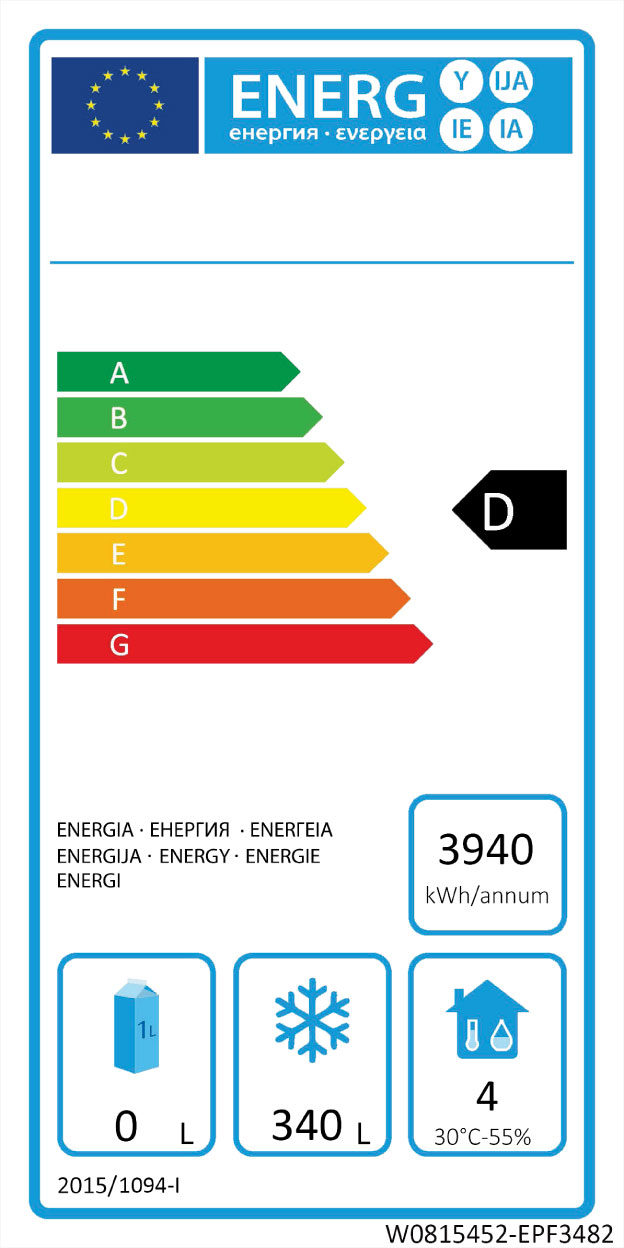 ENERG Y IJA
енергия · ενεργεια IE IA
A
B
C
D
D
E
F
G
ENERGIA · ЕНЕРГИЯ · ΕΝΕΡΓΕΙΑ
ENERGIJA · ENERGY · ENERGIE
ENERGI
3940
kWh/annum
1L
0 L
340 L
4
30°C-55%
2015/1094-I
W0815452-EPF3482